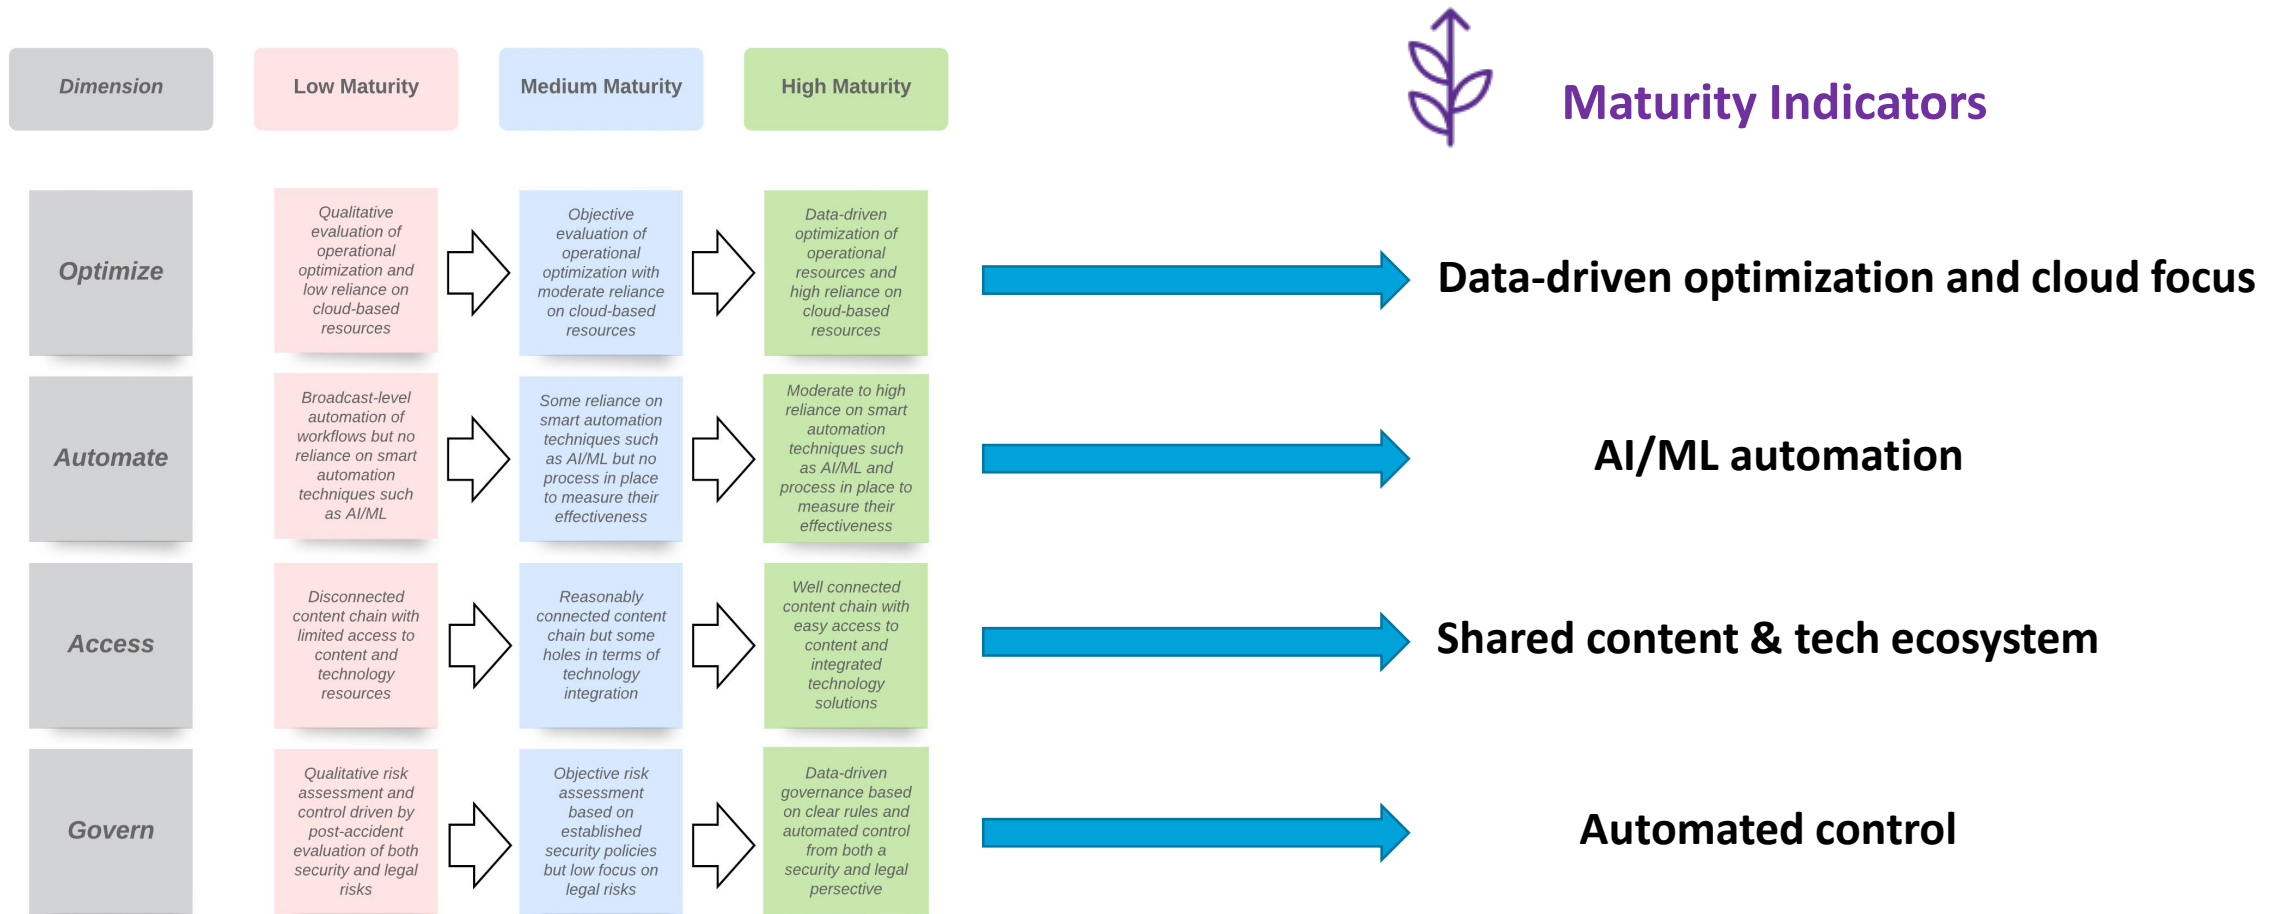 Dimension
Low Maturity
Medium Maturity
High Maturity
Maturity Indicators
Optimize
Qualitative
evaluation of
operational
optimization and
low reliance on
cloud-based
resources
Objective
evaluation of
operational
optimization with
moderate reliance
on cloud-based
resources
Data-driven
optimization of
operational
resources and
high reliance on
cloud-based
resources
Data-driven optimization and cloud focus
Automate
Broadcast-level
automation of
workflows but no
reliance on smart
automation
techniques such
as AI/ML
Some reliance on
smart automation
techniques such
as AI/ML but no
process in place
to measure their
effectiveness
Moderate to high
reliance on smart
automation
techniques such
as AI/ML and
process in place to
measure their
effectiveness
AI/ML automation
Access
Disconnected
content chain with
limited access to
content and
technology
resources
Reasonably
connected content
chain but some
holes in terms of
technology
integration
Well connected
content chain with
easy access to
content and
integrated
technology
solutions
Shared content & tech ecosystem
Govern
Qualitative risk
assessment and
control driven by
post-accident
evaluation of both
security and legal
risks
Objective risk
assessment
based on
established
security policies
but low focus on
legal risks
Data-driven
governance based
on clear rules and
automated control
from both a
security and legal
persective
Automated control